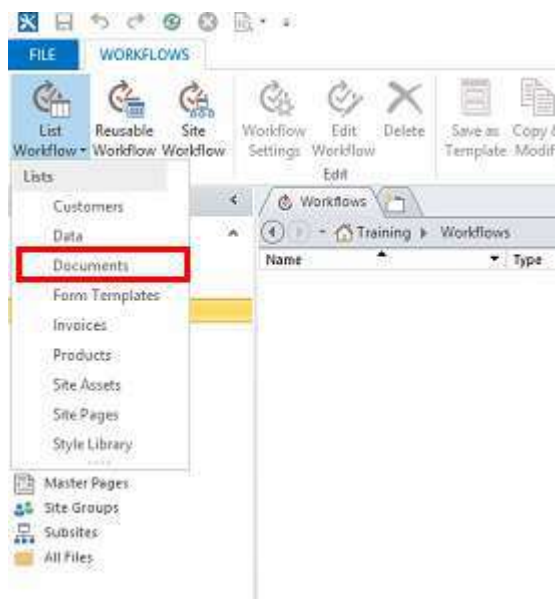 FILE WORKFLOWS
List Workflow Reusable Workflow Site Workflow Workflow Settings Edit Workflow Delete Save as Template Copy & Modif
Edit
Lists
Customers
Data
Documents
Form Templates
Invoices
Products
Site Assets
Site Pages
Style Library
Workflows
Training Workflows
Name Type
Master Pages
Site Groups
Subsites
All Files